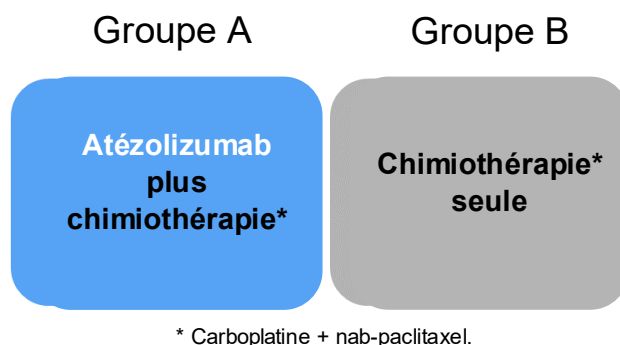 Groupe A
Groupe B
Atézolizumab
plus
chimiothérapie*
Chimiothérapie*
seule
* Carboplatine + nab-paclitaxel.